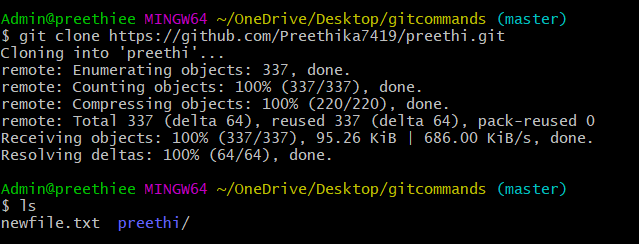 Admin@preethiee MINGW64 ~/OneDrive/Desktop/gitcommands (master)
$ git clone https://github.com/Preethika7419/preethi.git
Cloning into 'preethi'...
remote: Enumerating objects: 337, done.
remote: Counting objects: 100% (337/337), done.
remote: Compressing objects: 100% (220/220), done.
remote: Total 337 (delta 64), reused 337 (delta 64), pack-reused 0
Receiving objects: 100% (337/337), 95.26 KiB | 686.00 KiB/s, done.
Resolving deltas: 100% (64/64), done.
Admin@preethiee MINGW64 ~/OneDrive/Desktop/gitcommands (master)
$ ls
newfile.txt  preethi/